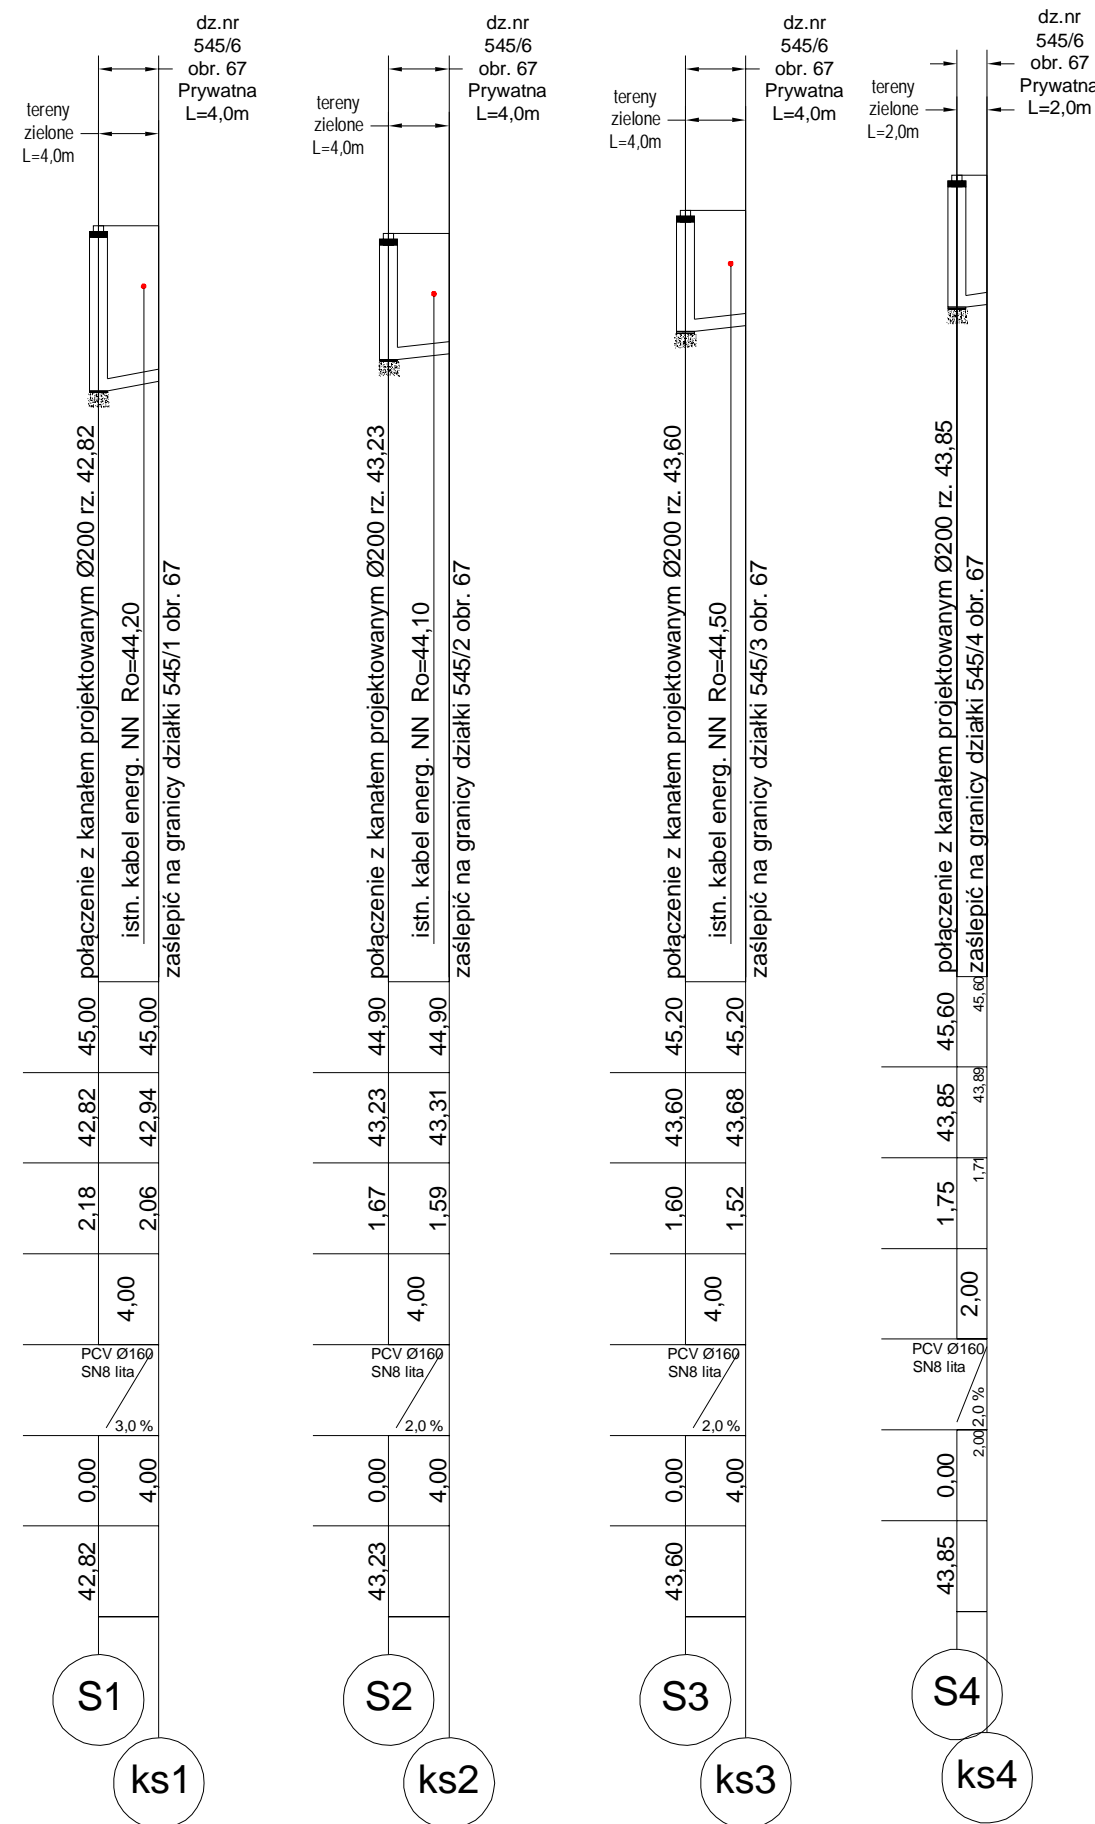 dz.nr
545/6
obr. 67
Prywatna
L=4,0m
tereny
zielone
L=4,0m
połączenie z kanałem projektowanym Ø200 rz. 42,82
istn. kabel energ. NN Ro=44,20
zaślepić na granicy działki 545/1 obr. 67
45,00 45,00
42,82 42,94
2,18 2,06
4,00
PCV Ø160
SN8 lita
3,0 %
0,00 4,00
42,82
S1
ks1
dz.nr
545/6
obr. 67
Prywatna
L=4,0m
tereny
zielone
L=4,0m
połączenie z kanałem projektowanym Ø200 rz. 43,23
istn. kabel energ. NN Ro=44,10
zaślepić na granicy działki 545/2 obr. 67
44,90 44,90
43,23 43,31
1,67 1,59
4,00
PCV Ø160
SN8 lita
2,0 %
0,00 4,00
43,23
S2
ks2
dz.nr
545/6
obr. 67
Prywatna
L=4,0m
tereny
zielone
L=4,0m
połączenie z kanałem projektowanym Ø200 rz. 43,60
istn. kabel energ. NN Ro=44,50
zaślepić na granicy działki 545/3 obr. 67
45,20 45,20
43,60 43,68
1,60 1,52
4,00
PCV Ø160
SN8 lita
2,0 %
0,00 4,00
43,60
S3
ks3
dz.nr
545/6
obr. 67
Prywatna
L=2,0m
tereny
zielone
L=2,0m
połączenie z kanałem projektowanym Ø200 rz. 43,85
zaślepić na granicy działki 545/4 obr. 67
45,60 45,60
43,85 43,89
1,75 1,71
2,00
PCV Ø160
SN8 lita
2,0 %
0,00 2,00
43,85
S4
ks4